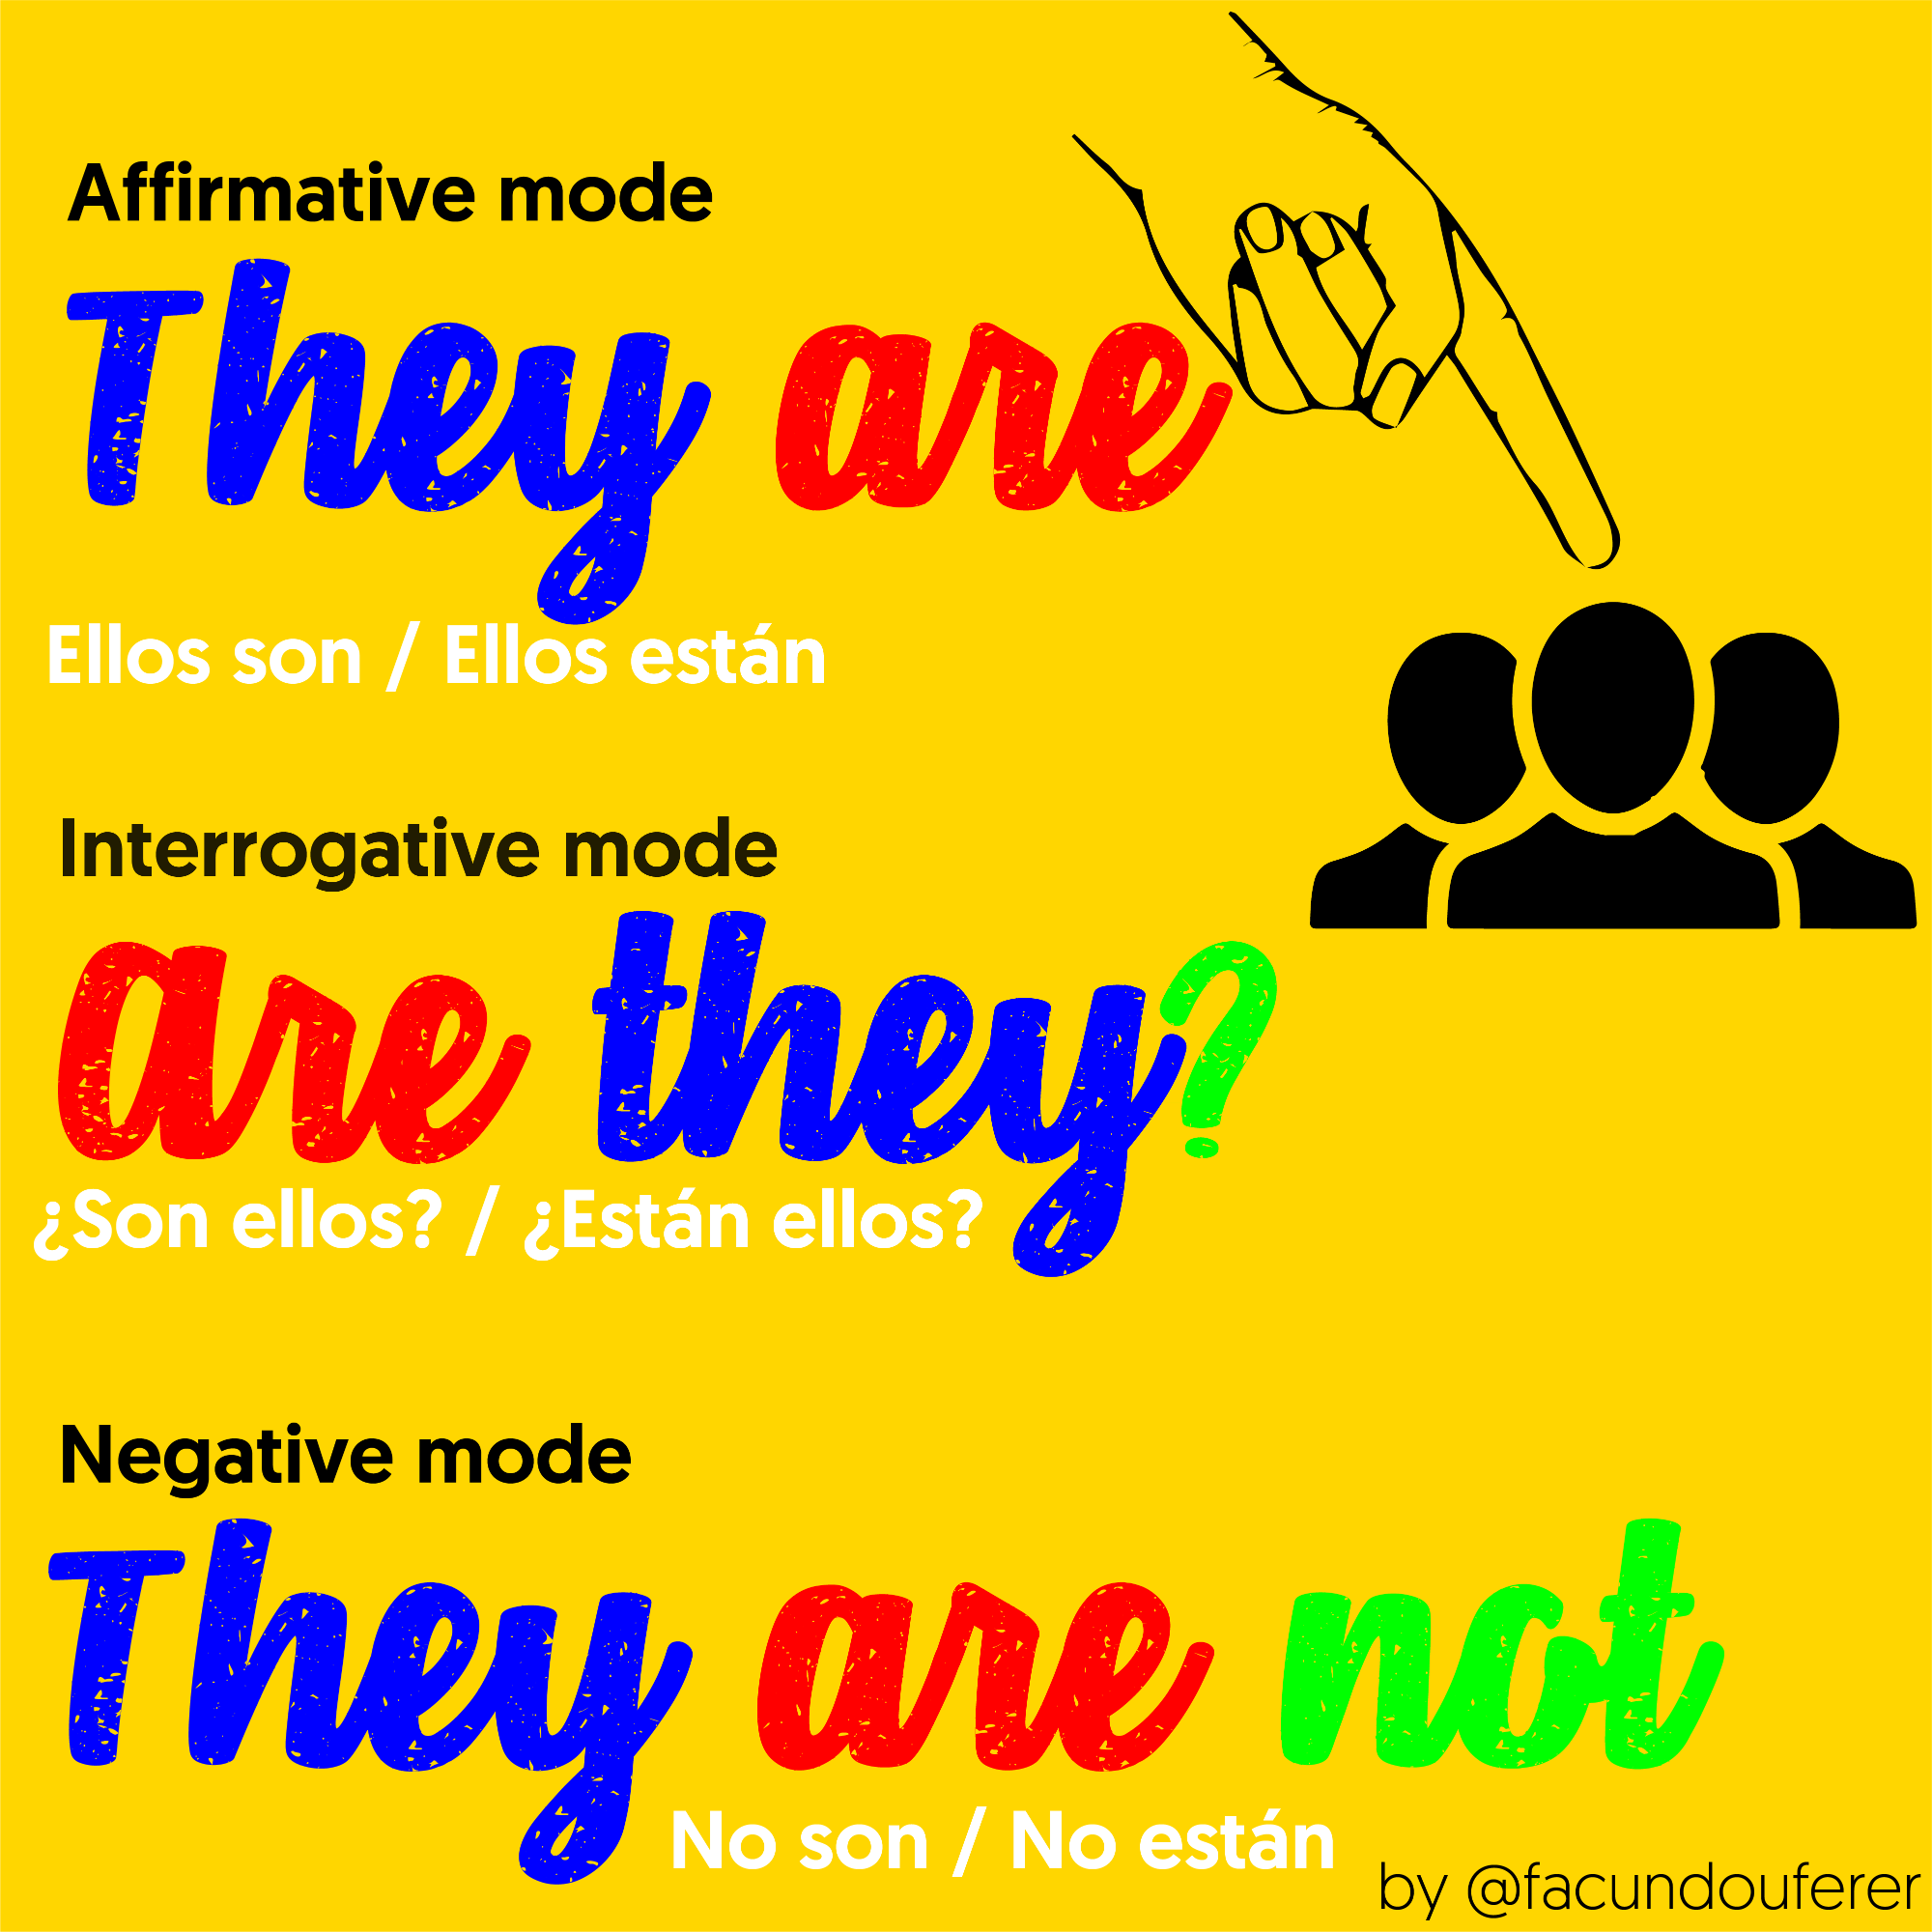 Affirmative mode
They are
Ellos son / Ellos están
Interrogative mode
are they?
¿Son ellos? / ¿Están ellos?
Negative mode
They are not
No son / No están
by @facundouferer